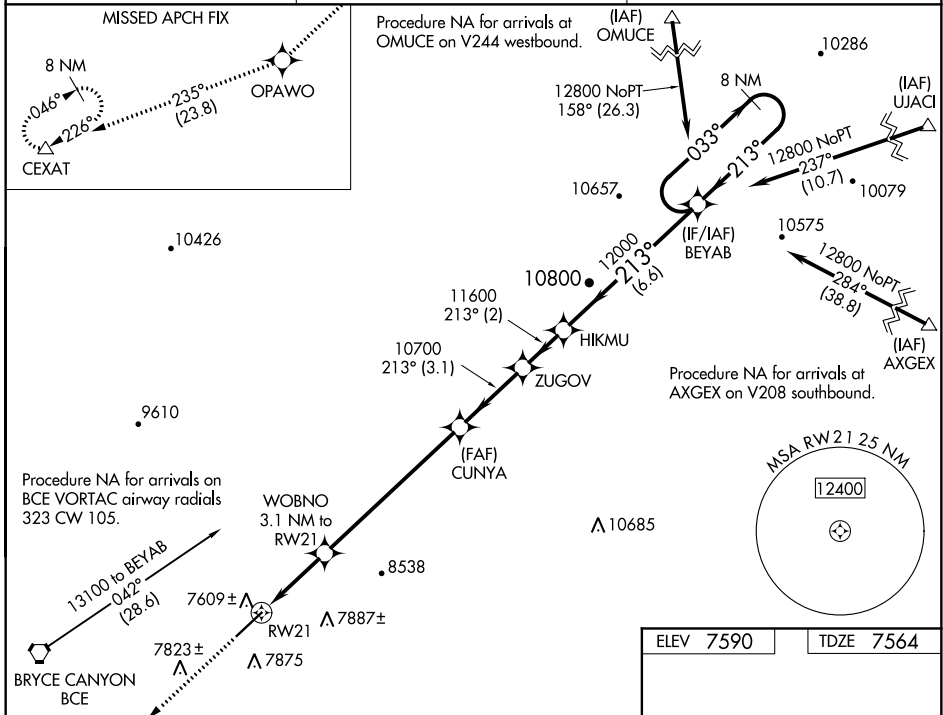 MISSED APCH FIX
8 NM
046°
226°
235°
(23.8)
OPAWO
CEXAT
Procedure NA for arrivals at
OMUCE on V244 westbound.
(IAF)
OMUCE
10286
(IAF)
UJACI
12800 NoPT
158° (26.3)
8 NM
033°
213°
12800 NoPT
237°
(10.7)
10079
10657
(IF/IAF)
BEYAB
10575
12800 NoPT
284°
(38.8)
(IAF)
AXGEX
10426
12000
213°
(6.6)
10800
11600
213° (2)
HIKMU
10700
213° (3.1)
ZUGOV
Procedure NA for arrivals at
AXGEX on V208 southbound.
9610
(FAF)
CUNYA
MSA RW21 25 NM
12400
Procedure NA for arrivals on
BCE VORTAC airway radials
323 CW 105.
WOBNO
3.1 NM to
RW21
10685
8538
13100 to BEYAB
042°
(28.6)
7609±
7887±
RW21
7823±
7875
BRYCE CANYON
BCE
ELEV 7590
TDZE 7564